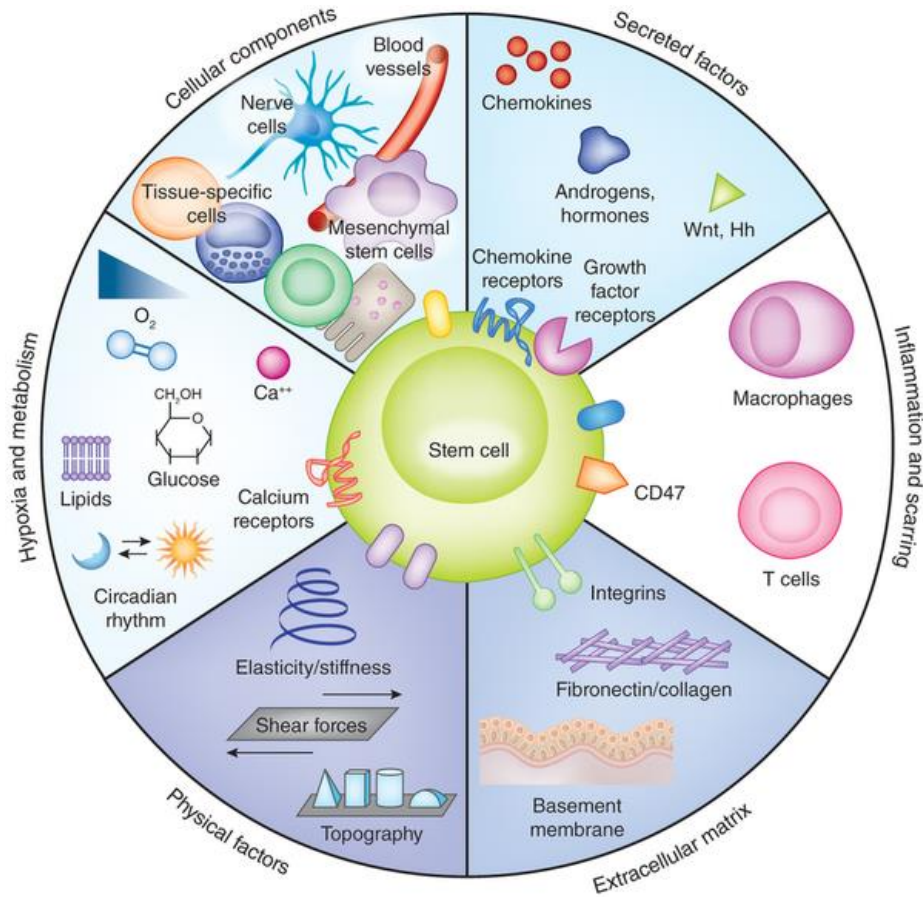 Cellular components
Blood
vessels
Nerve
cells
Tissue-specific
cells
Mesenchymal
stem cells
Secreted factors
Chemokines
Androgens,
hormones
Wnt, Hh
Chemokine
receptors
Growth
factor
receptors
Inflammation and scarring
Macrophages
CD47
T cells
Hypoxia and metabolism
O2
Ca++
CH2OH
O
Glucose
Lipids
Calcium
receptors
Circadian
rhythm
Stem cell
Physical factors
Elasticity/stiffness
Shear forces
Topography
Extracellular matrix
Integrins
Fibronectin/collagen
Basement
membrane